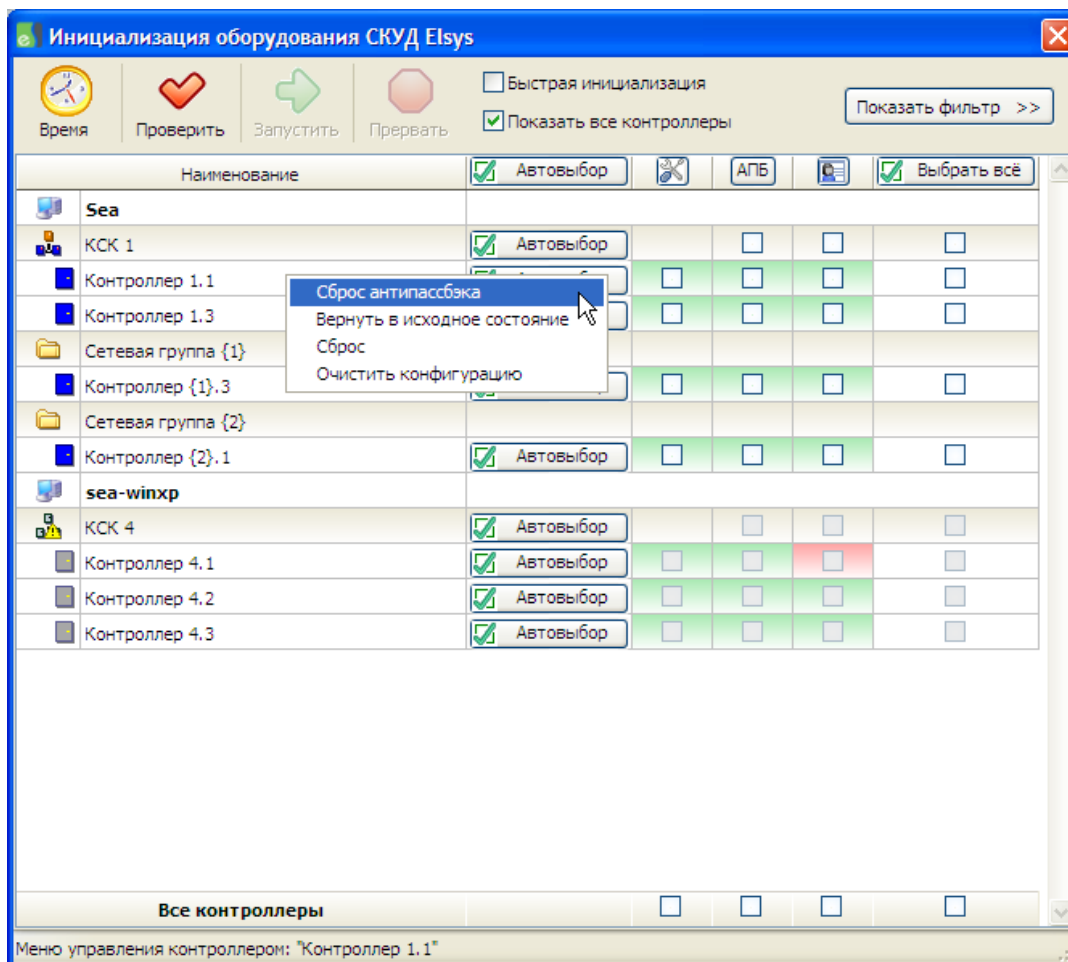 Инициализация оборудования СКУД Elsys
Быстрая инициализация
Показать все контроллеры
Показать фильтр >>
Время Проверить Запустить Прервать
Наименование Автовыбор АПБ Выбрать всё
Sea
КСК 1 Автовыбор
Контроллер 1.1
Сброс антипассбэка
Контроллер 1.3
Вернуть в исходное состояние
Сетевая группа {1}
Сброс
Контроллер {1}.3
Очистить конфигурацию
Сетевая группа {2}
Контроллер {2}.1 Автовыбор
sea-winxp
КСК 4 Автовыбор
Контроллер 4.1 Автовыбор
Контроллер 4.2 Автовыбор
Контроллер 4.3 Автовыбор
Все контроллеры
Меню управления контроллером: "Контроллер 1.1"